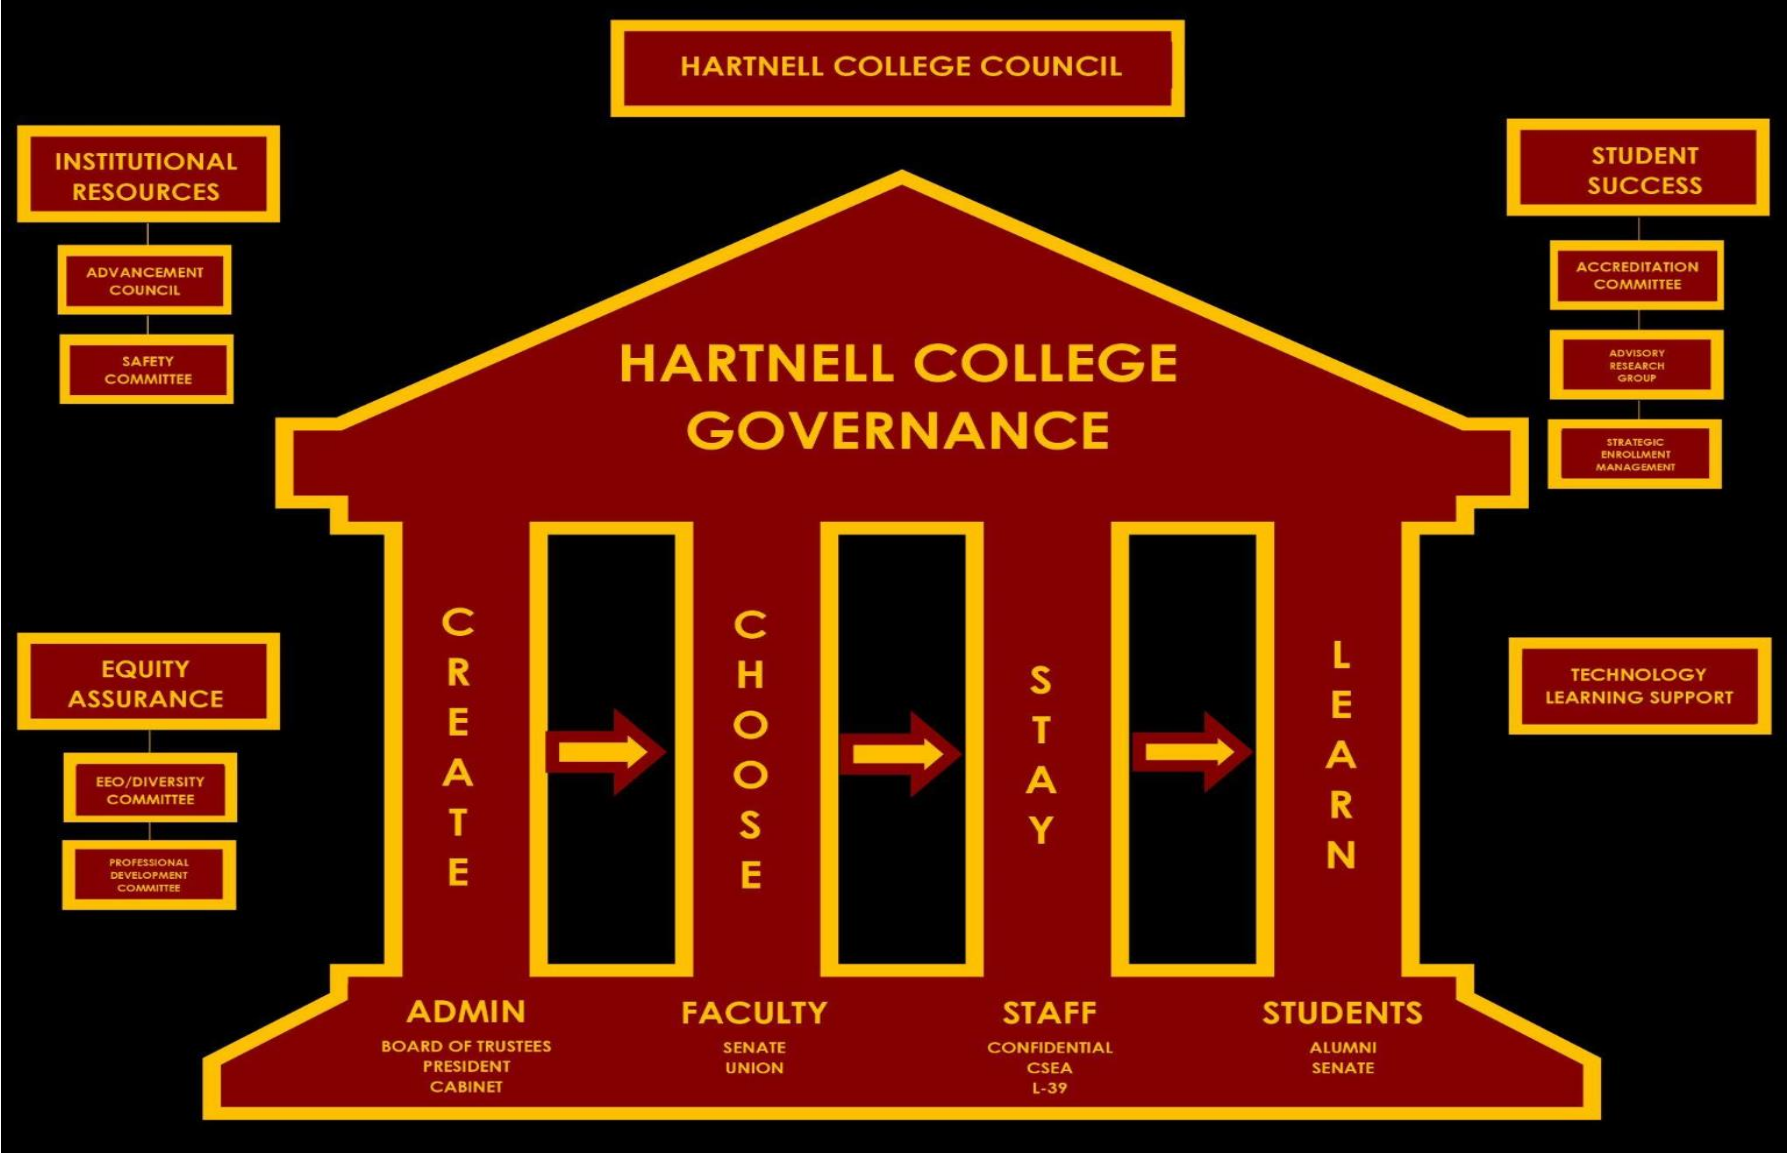 HARTNELL COLLEGE COUNCIL
INSTITUTIONAL
RESOURCES
ADVANCEMENT
COUNCIL
SAFETY
COMMITTEE
STUDENT
SUCCESS
ACCREDITATION
COMMITTEE
ADVISORY
RESEARCH
GROUP
STRATEGIC
ENROLLMENT
MANAGEMENT
HARTNELL COLLEGE
GOVERNANCE
EQUITY
ASSURANCE
EEO/DIVERSITY
COMMITTEE
PROFESSIONAL
DEVELOPMENT
COMMITTEE
CREATE
CHOOSE
STAY
LEARN
TECHNOLOGY
LEARNING SUPPORT
ADMIN
BOARD OF TRUSTEES
PRESIDENT
CABINET
FACULTY
SENATE
UNION
STAFF
CONFIDENTIAL
CSEA
L-39
STUDENTS
ALUMNI
SENATE